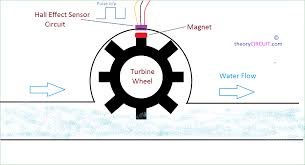 Pulse o/p
Hall Effect Sensor
Circuit
Magnet
theoryCIRCUIT.com
Turbine
Wheel
Water Flow